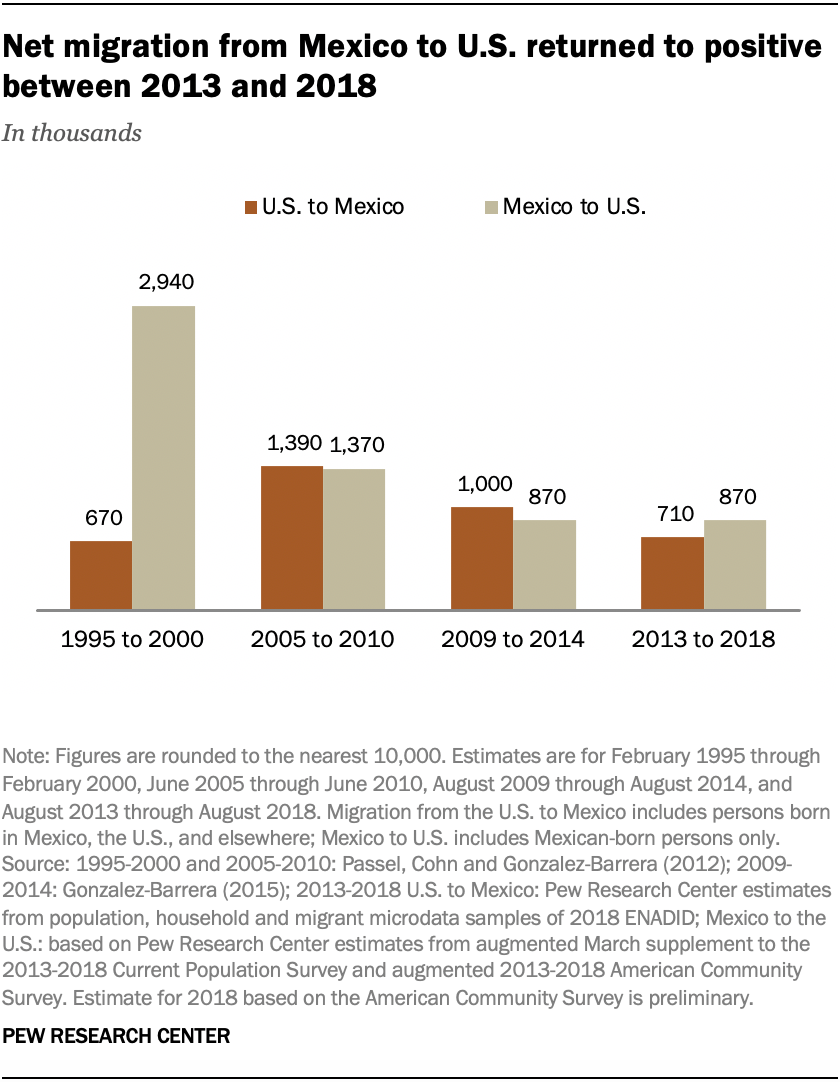 Net migration from Mexico to U.S. returned to positive
between 2013 and 2018
In thousands
U.S. to Mexico
Mexico to U.S.
670
2,940
1,390
1,370
1,000
870
710
870
1995 to 2000
2005 to 2010
2009 to 2014
2013 to 2018
Note: Figures are rounded to the nearest 10,000. Estimates are for February 1995 through
February 2000, June 2005 through June 2010, August 2009 through August 2014, and
August 2013 through August 2018. Migration from the U.S. to Mexico includes persons born
in Mexico, the U.S., and elsewhere; Mexico to U.S. includes Mexican-born persons only.
Source: 1995-2000 and 2005-2010: Passel, Cohn and Gonzalez-Barrera (2012); 2009-
2014: Gonzalez-Barrera (2015); 2013-2018 U.S. to Mexico: Pew Research Center estimates
from population, household and migrant microdata samples of 2018 ENADID; Mexico to the
U.S.: based on Pew Research Center estimates from augmented March supplement to the
2013-2018 Current Population Survey and augmented 2013-2018 American Community
Survey. Estimate for 2018 based on the American Community Survey is preliminary.
PEW RESEARCH CENTER